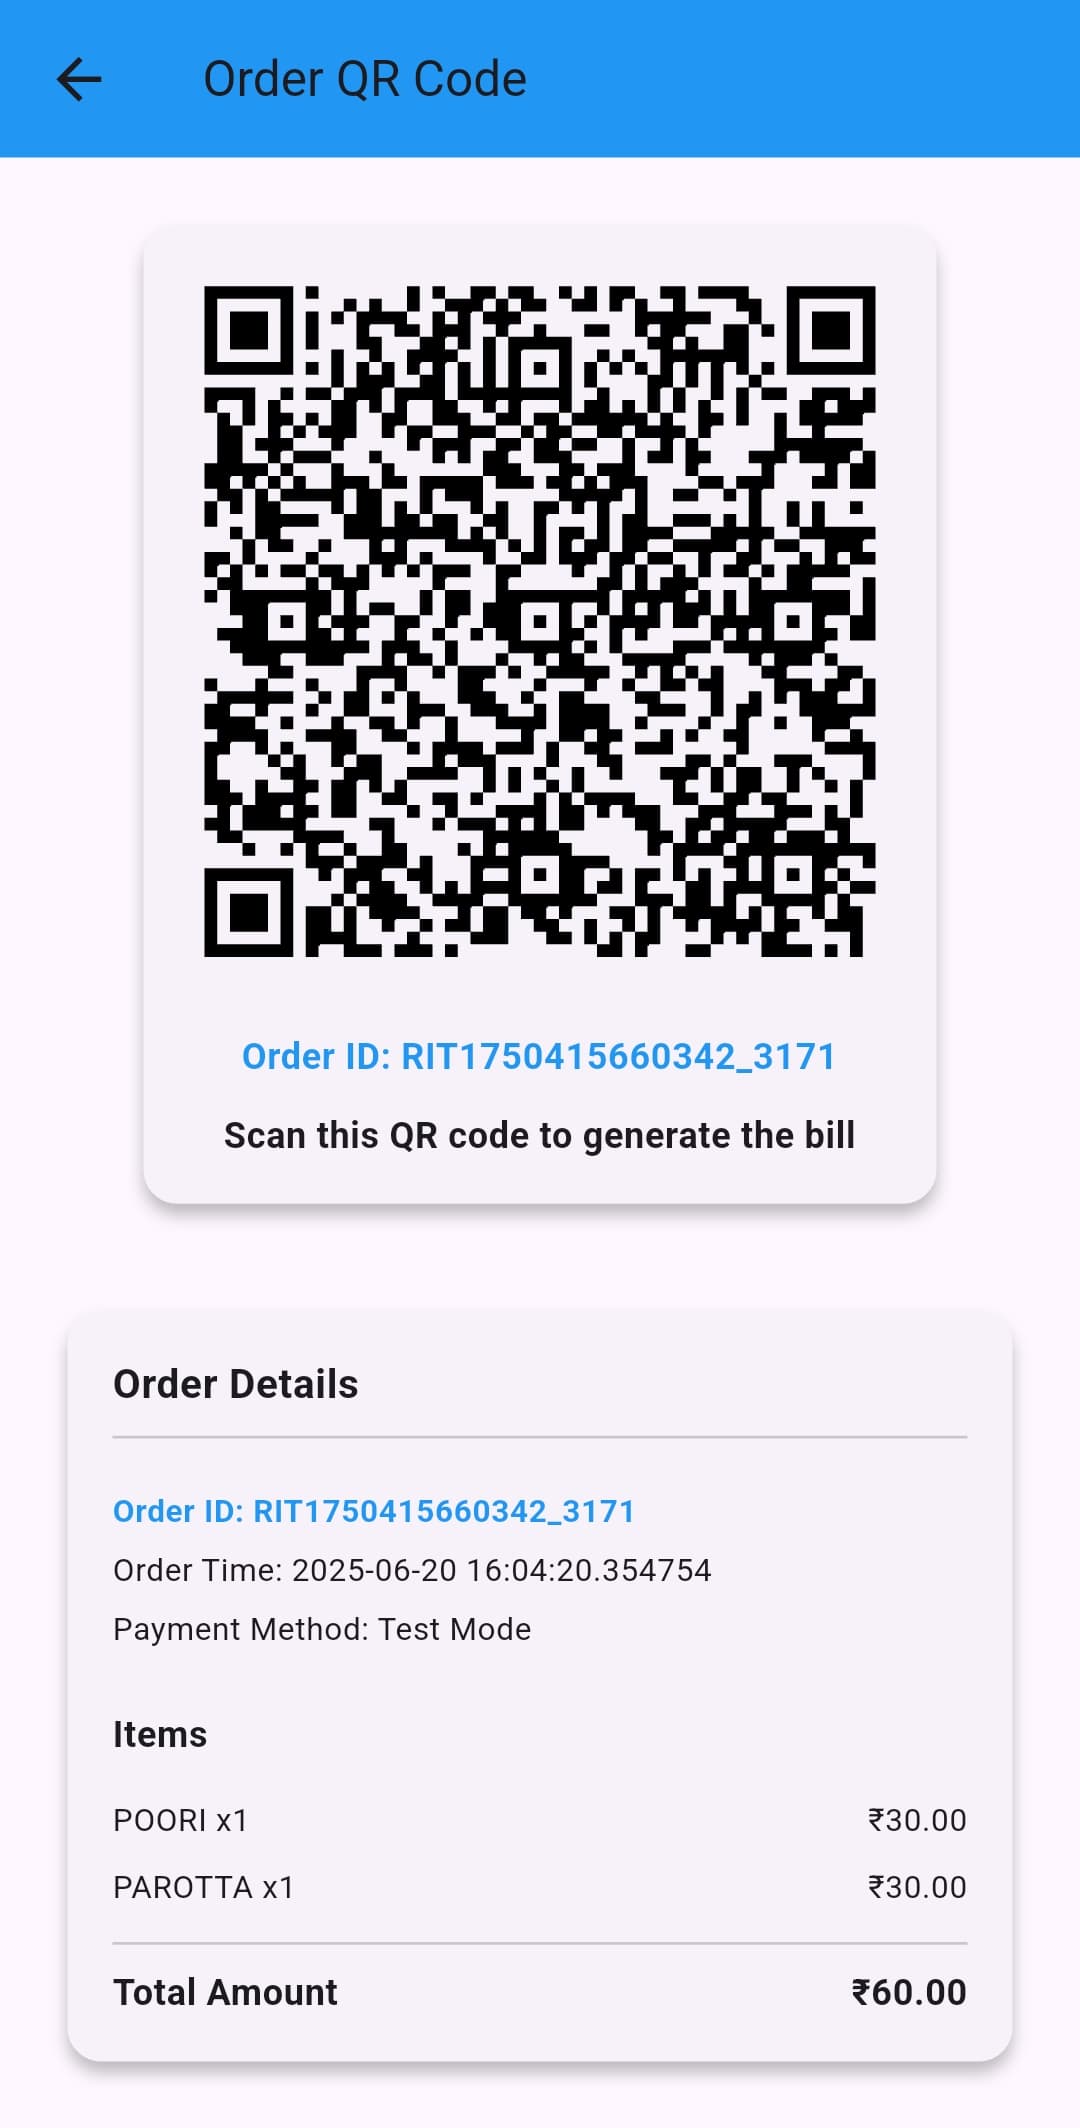 Order QR Code
Order ID: RIT1750415660342_3171
Scan this QR code to generate the bill
Order Details
Order ID: RIT1750415660342_3171
Order Time: 2025-06-20 16:04:20.354754
Payment Method: Test Mode
Items
POORI x1 ₹30.00
PAROTTA x1 ₹30.00
Total Amount ₹60.00